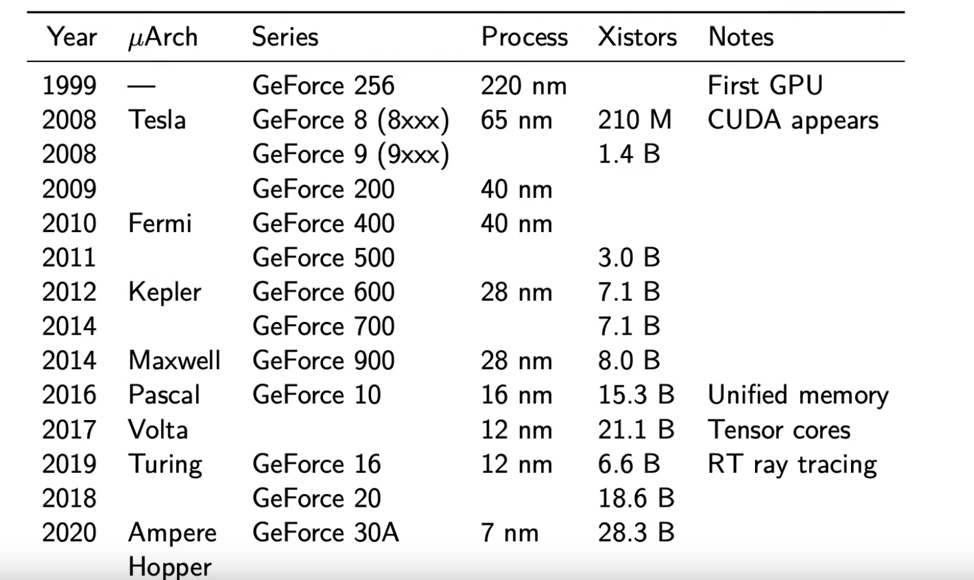 Year μArch Series Process Xistors Notes
1999 — GeForce 256 220 nm First GPU
2008 Tesla GeForce 8 (8xxx) 65 nm 210 M CUDA appears
2008 GeForce 9 (9xxx) 1.4 B
2009 GeForce 200 40 nm
2010 Fermi GeForce 400 40 nm
2011 GeForce 500 3.0 B
2012 Kepler GeForce 600 28 nm 7.1 B
2014 GeForce 700 7.1 B
2014 Maxwell GeForce 900 28 nm 8.0 B
2016 Pascal GeForce 10 16 nm 15.3 B Unified memory
2017 Volta 12 nm 21.1 B Tensor cores
2019 Turing GeForce 16 12 nm 6.6 B RT ray tracing
2018 GeForce 20 18.6 B
2020 Ampere GeForce 30A 7 nm 28.3 B
Hopper